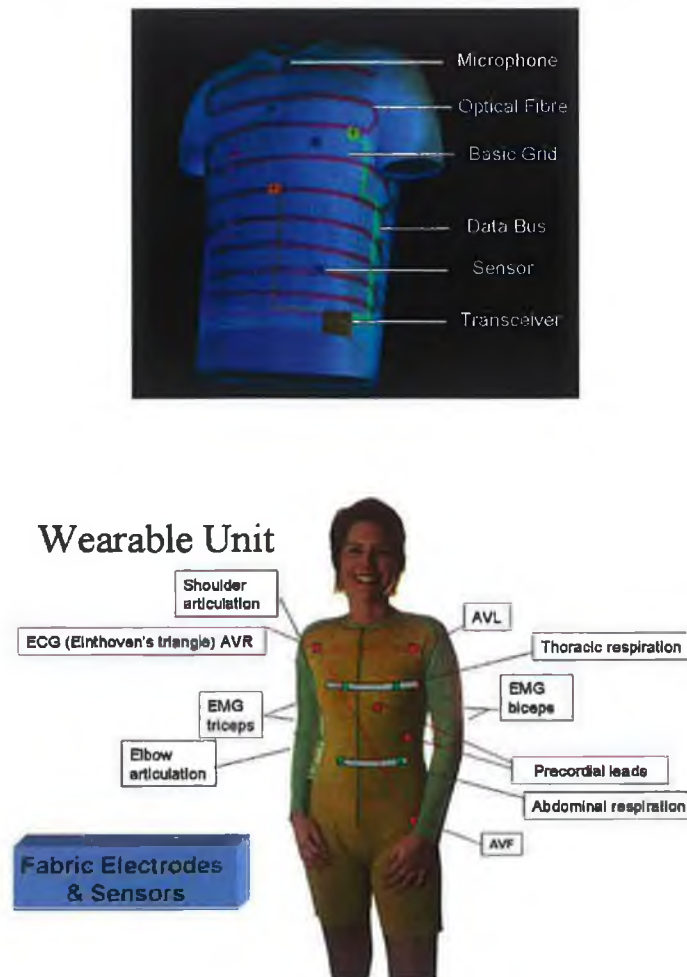 Microphone
Optical Fibre
Basic Grid
Data Bus
Sensor
Transceiver
Wearable Unit
Shoulder
articulation
AVL
ECG (Einthoven's triangle) AVR
Thoracic respiration
EMG
triceps
EMG
biceps
Elbow
articulation
Precordial leads
Abdominal respiration
AVF
Fabric Electrodes
& Sensors